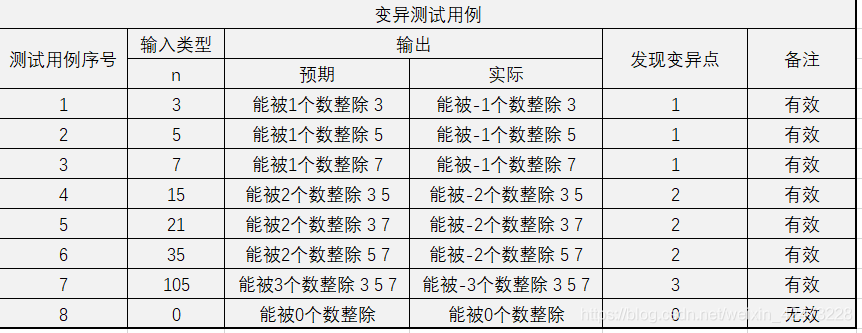 变异测试用例
测试用例序号 输入类型 输出 发现变异点 备注
n 预期 实际
1 3 能被1个数整除 3 能被-1个数整除 3 1 有效
2 5 能被1个数整除 5 能被-1个数整除 5 1 有效
3 7 能被1个数整除 7 能被-1个数整除 7 1 有效
4 15 能被2个数整除 3 5 能被-2个数整除 3 5 2 有效
5 21 能被2个数整除 3 7 能被-2个数整除 3 7 2 有效
6 35 能被2个数整除 5 7 能被-2个数整除 5 7 2 有效
7 105 能被3个数整除 3 5 7 能被-3个数整除 3 5 7 3 有效
8 0 能被0个数整除 能被0个数整除 0 无效